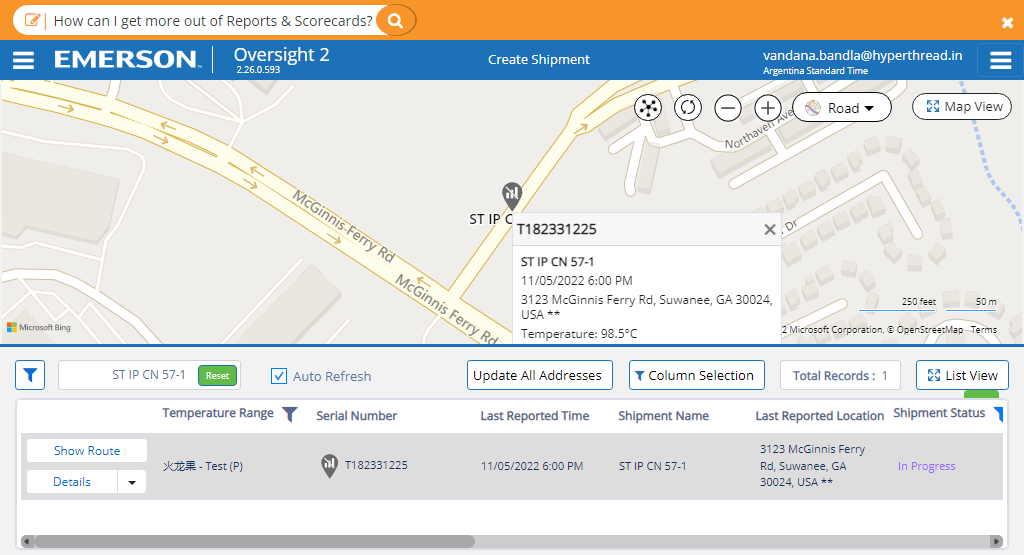 How can I get more out of Reports & Scorecards?
EMERSON
Oversight 2
2.26.0.593
Create Shipment
vandana.bandla@hyperthread.in
Argentina Standard Time
Road
Map View
Northaven Ave
McGinnis Ferry Rd
ST IP C
T182331225
Dr
ST IP CN 57-1
11/05/2022 6:00 PM
3123 McGinnis Ferry Rd, Suwanee, GA 30024,
USA **
Temperature: 98.5°C
McGinnis Ferry Rd
250 feet
50 m
Microsoft Bing
2 Microsoft Corporation, © OpenStreetMap Terms
ST IP CN 57-1
Reset
Auto Refresh
Update All Addresses
Column Selection
Total Records : 1
List View
Temperature Range
Serial Number
Last Reported Time
Shipment Name
Last Reported Location
Shipment Status
Show Route
Details
火龙果 - Test (P)
T182331225
11/05/2022 6:00 PM
ST IP CN 57-1
3123 McGinnis Ferry
Rd, Suwanee, GA
30024, USA **
In Progress